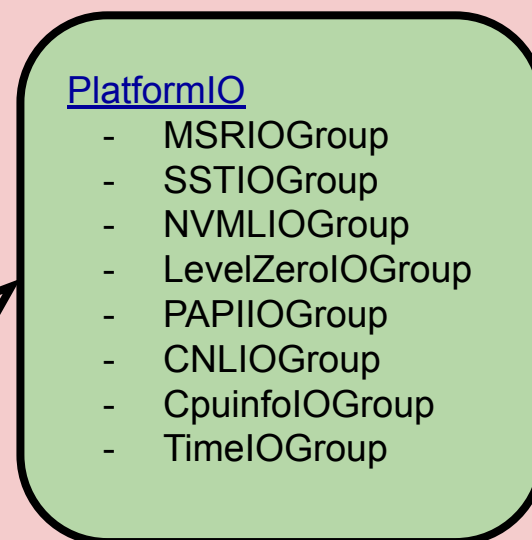 PlatformIO
- MSRIOGroup
- SSTIOGroup
- NVMLIOGroup
- LevelZeroIOGroup
- PAPIIOGroup
- CNLIOGroup
- CpuinfoIOGroup
- TimeIOGroup